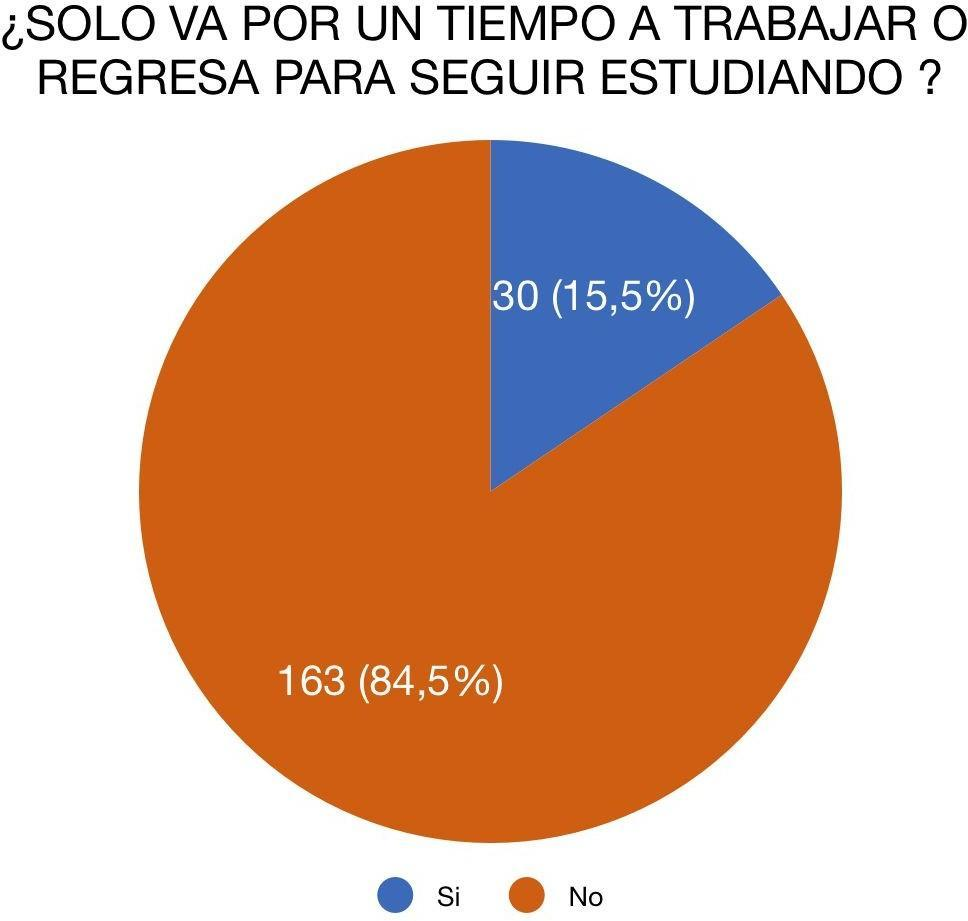 ¿SOLO VA POR UN TIEMPO A TRABAJAR O
REGRESA PARA SEGUIR ESTUDIANDO ?
30 (15,5%)
163 (84,5%)
Si No